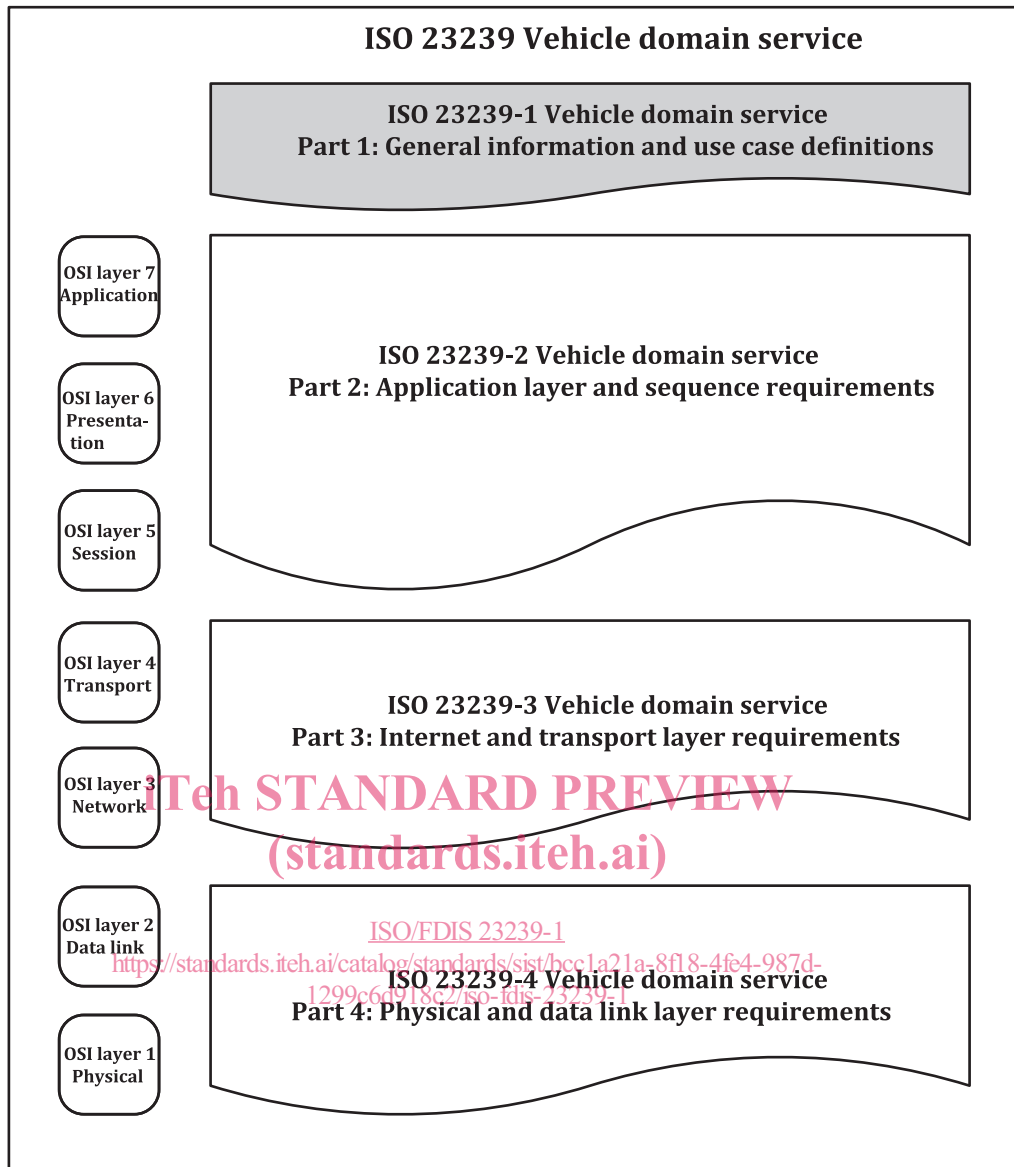 ISO 23239 Vehicle domain service
ISO 23239-1 Vehicle domain service
Part 1: General information and use case definitions
OSI layer 7
Application
ISO 23239-2 Vehicle domain service
Part 2: Application layer and sequence requirements
OSI layer 6
Presenta-
tion
OSI layer 5
Session
OSI layer 4
Transport
ISO 23239-3 Vehicle domain service
Part 3: Internet and transport layer requirements
OSI layer 3
Network
iTeh STANDARD PREVIEW
(standards.iteh.ai)
OSI layer 2
Data link
ISO/FDIS 23239-1
https://standards.iteh.ai/catalog/standards/sist/bcc1a21a-8f18-4fe4-987d-
1299c6d918c2/iso-fdis-23239-1
ISO 23239-4 Vehicle domain service
Part 4: Physical and data link layer requirements
OSI layer 1
Physical